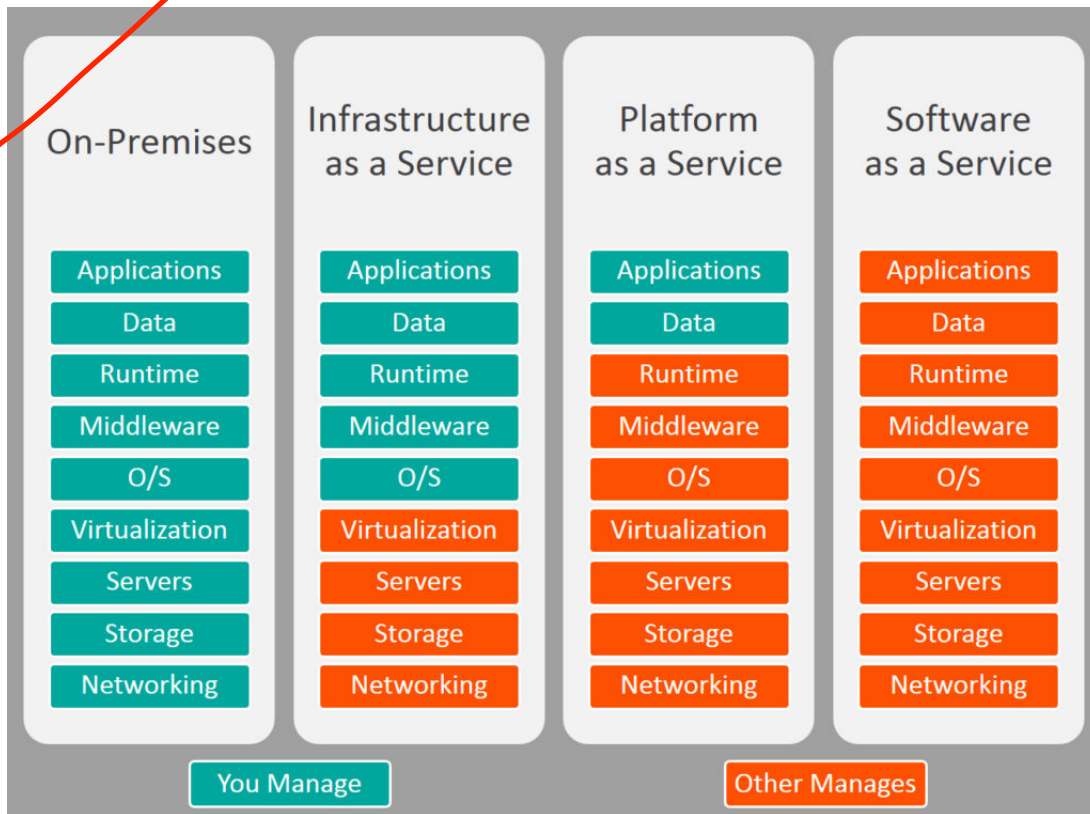 On-Premises
Applications
Data
Runtime
Middleware
O/S
Virtualization
Servers
Storage
Networking
Infrastructure
as a Service
Applications
Data
Runtime
Middleware
O/S
Virtualization
Servers
Storage
Networking
Platform
as a Service
Applications
Data
Runtime
Middleware
O/S
Virtualization
Servers
Storage
Networking
Software
as a Service
Applications
Data
Runtime
Middleware
O/S
Virtualization
Servers
Storage
Networking
You Manage
Other Manages